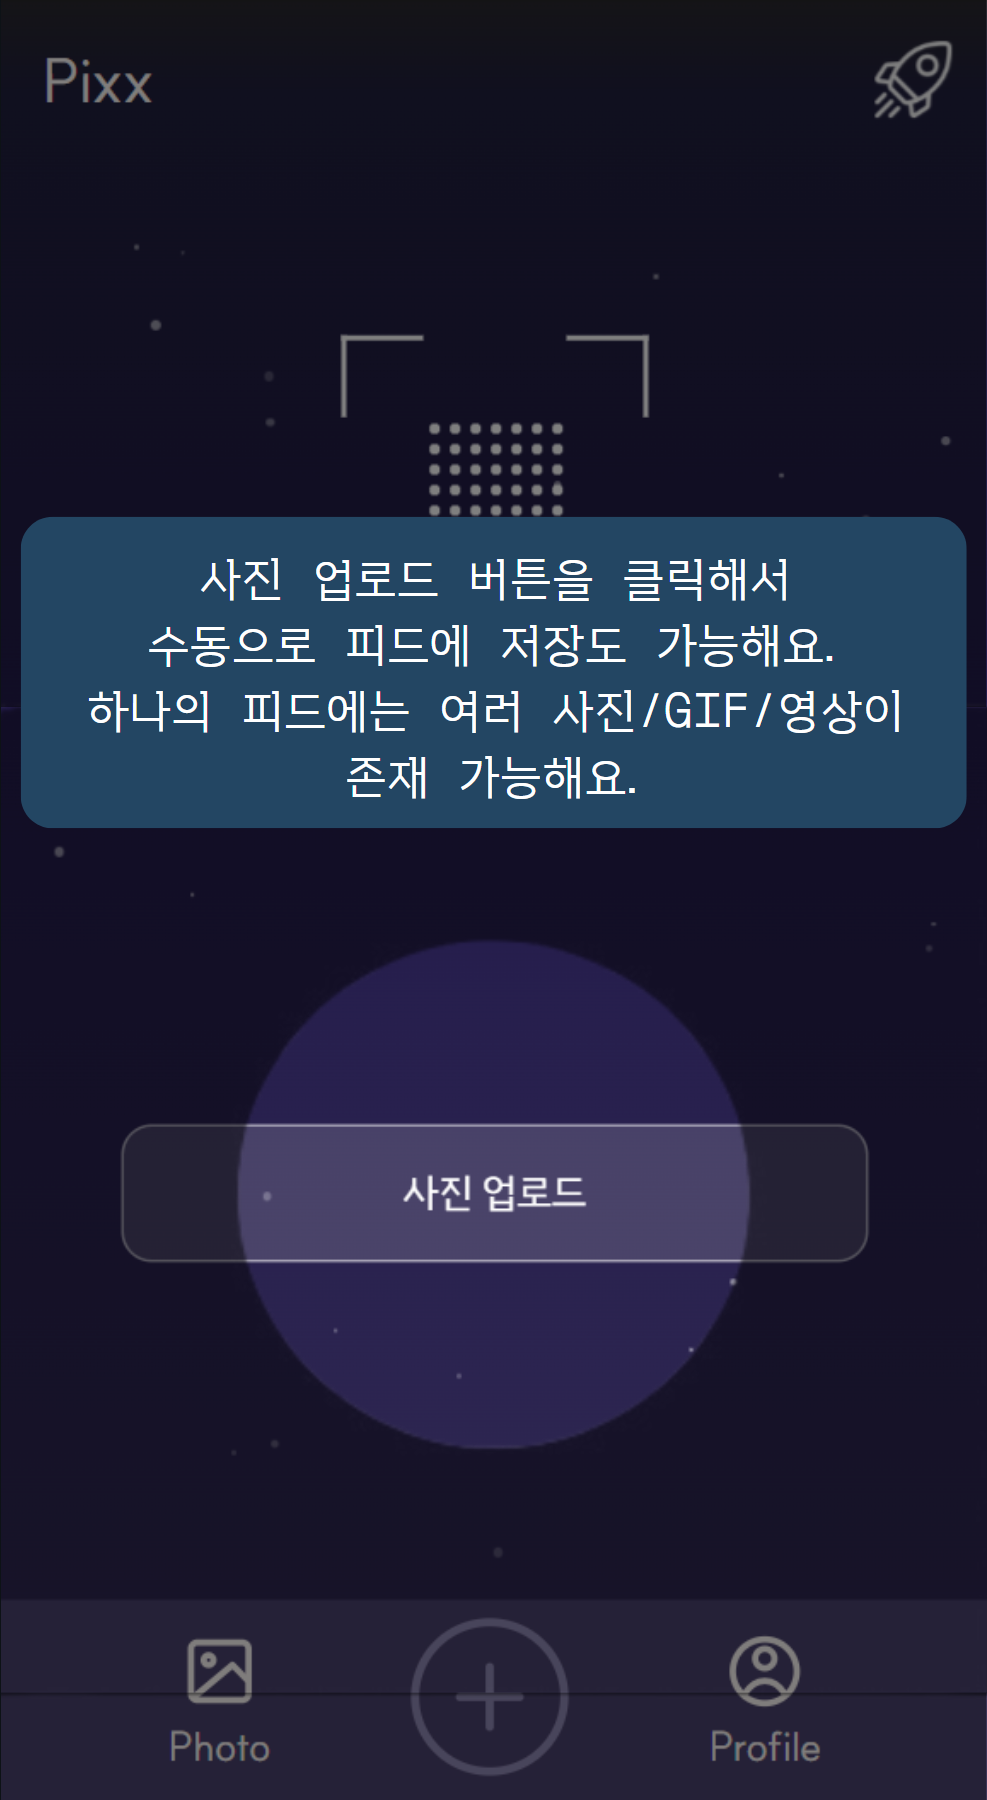 Pixx
사진 업로드 버튼을 클릭해서
수동으로 피드에 저장도 가능해요.
하나의 피드에는 여러 사진/GIF/영상이
존재 가능해요.
사진 업로드
Photo
Profile